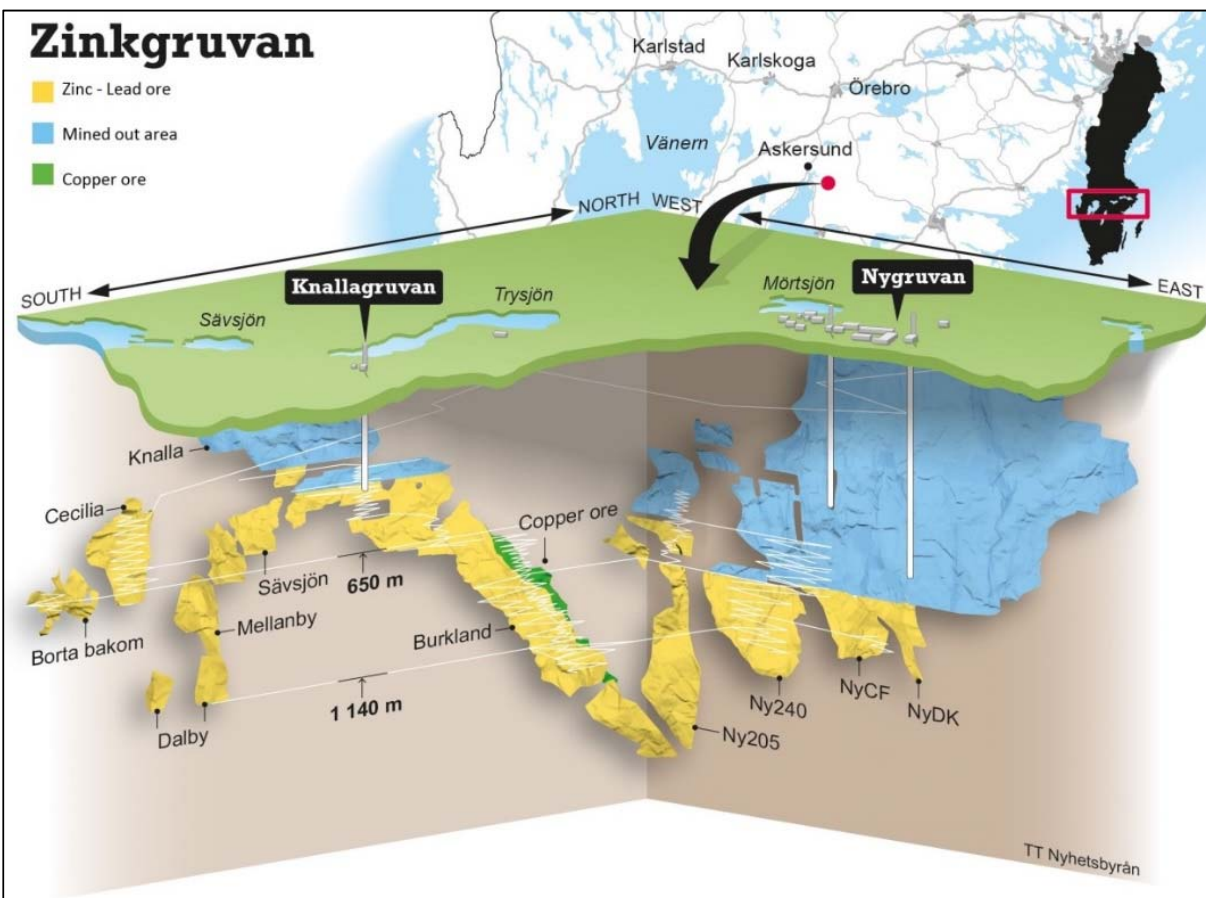 Zinkgruvan
Zinc - Lead ore
Mined out area
Copper ore
Karlstad
Karlskoga
Örebro
Vänern
Askersund
NORTH
WEST
SOUTH
EAST
Knallagruvan
Trysjön
Sävsjön
Mörtsjön
Nygruvan
Knalla
Cecilia
Copper ore
Sävsjön
650 m
Mellanby
Burkland
Borta bakom
1 140 m
Dalby
Ny240
NyCF
NyDK
Ny205
TT Nyhetsbyrån